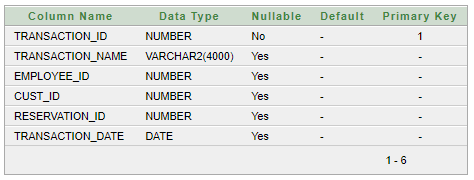 Column Name Data Type Nullable Default Primary Key
TRANSACTION_ID NUMBER No - 1
TRANSACTION_NAME VARCHAR2(4000) Yes - -
EMPLOYEE_ID NUMBER Yes - -
CUST_ID NUMBER Yes - -
RESERVATION_ID NUMBER Yes - -
TRANSACTION_DATE DATE Yes - -
1 - 6